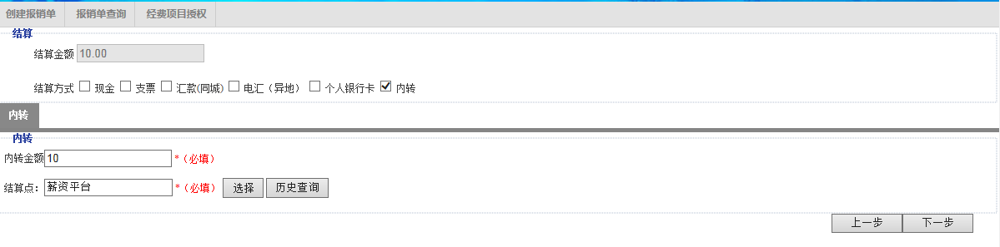 创建报销单 报销单查询 经费项目授权
结算
结算金额 10.00
结算方式 现金 支票 汇款(同城) 电汇（异地） 个人银行卡 内转
内转
内转
内转金额 10 *（必填）
结算点： 薪资平台 *（必填） 选择 历史查询
上一步 下一步